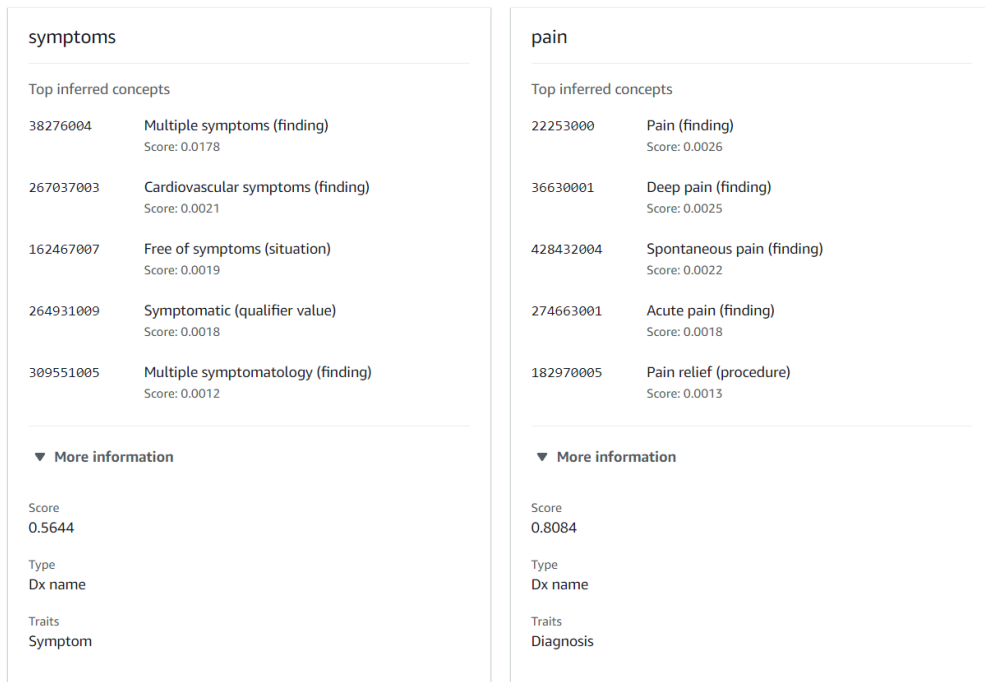 symptoms
Top inferred concepts
38276004 Multiple symptoms (finding)
Score: 0.0178
267037003 Cardiovascular symptoms (finding)
Score: 0.0021
162467007 Free of symptoms (situation)
Score: 0.0019
264931009 Symptomatic (qualifier value)
Score: 0.0018
309551005 Multiple symptomatology (finding)
Score: 0.0012
▼ More information
Score
0.5644
Type
Dx name
Traits
Symptom
pain
Top inferred concepts
22253000 Pain (finding)
Score: 0.0026
36630001 Deep pain (finding)
Score: 0.0025
428432004 Spontaneous pain (finding)
Score: 0.0022
274663001 Acute pain (finding)
Score: 0.0018
182970005 Pain relief (procedure)
Score: 0.0013
▼ More information
Score
0.8084
Type
Dx name
Traits
Diagnosis